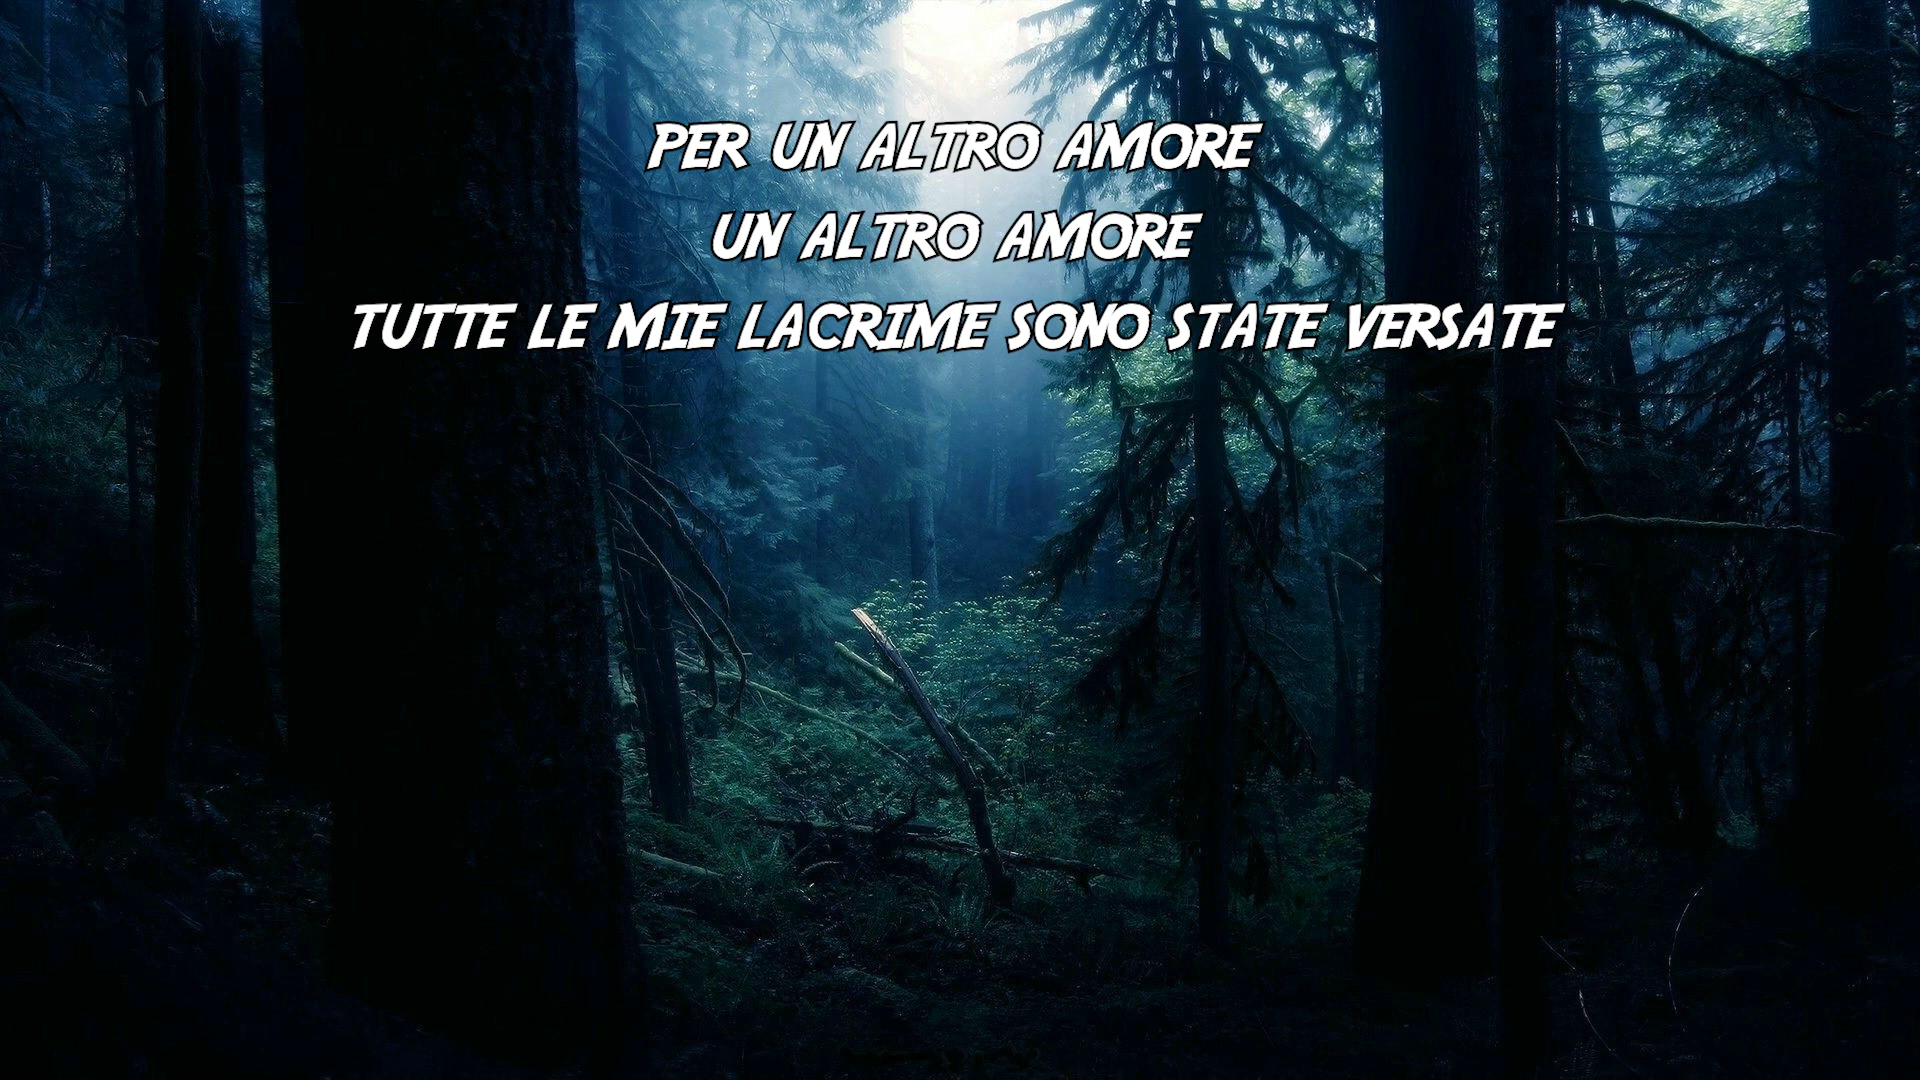 PER UN ALTRO AMORE
UN ALTRO AMORE
TUTTE LE MIE LACRIME SONO STATE VERSATE